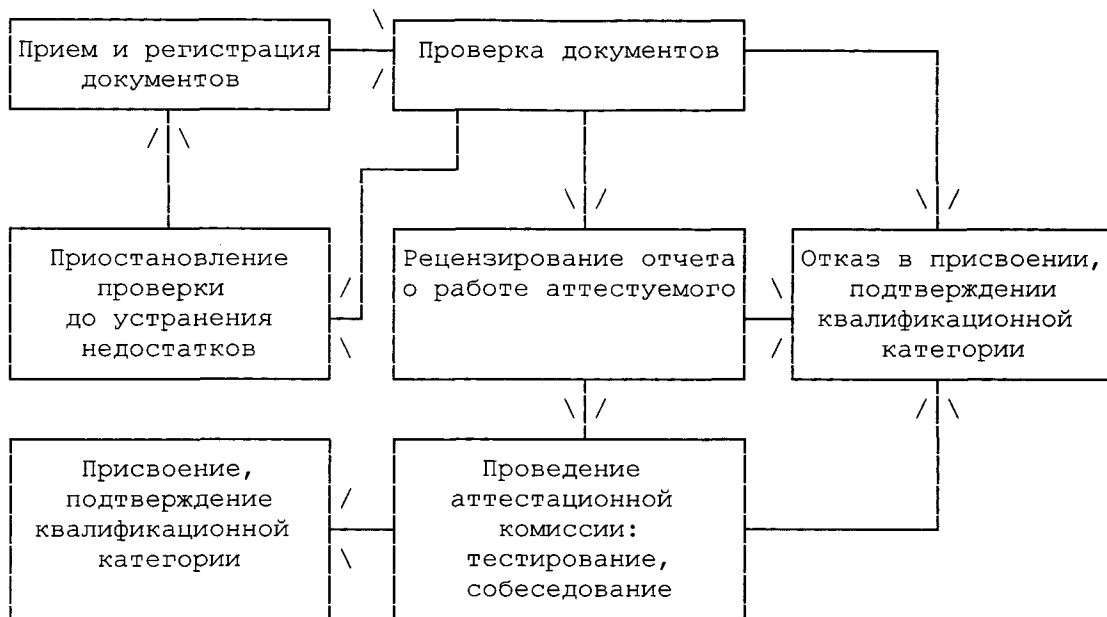 Прием и регистрация
документов
Проверка документов
Приостановление
проверки
до устранения
недостатков
Рецензирование отчета
о работе аттестуемого
Отказ в присвоении,
подтверждении
квалификационной
категории
Присвоение,
подтверждение
квалификационной
категории
Проведение
аттестационной
комиссии:
тестирование,
собеседование